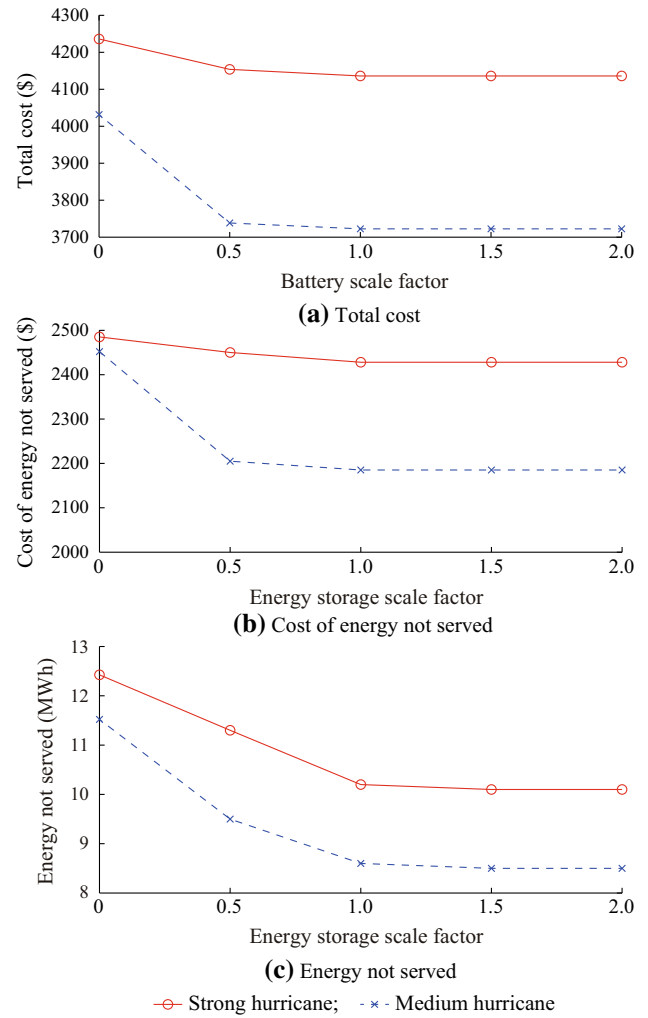 4300
4200
4100
4000
3900
3800
3700
Total cost ($)
0 0.5 1.0 1.5 2.0
Battery scale factor
(a) Total cost
2500
2400
2300
2200
2100
2000
Cost of energy not served ($)
0 0.5 1.0 1.5 2.0
Energy storage scale factor
(b) Cost of energy not served
13
12
11
10
9
8
Energy not served (MWh)
0 0.5 1.0 1.5 2.0
Energy storage scale factor
(c) Energy not served
Strong hurricane; Medium hurricane